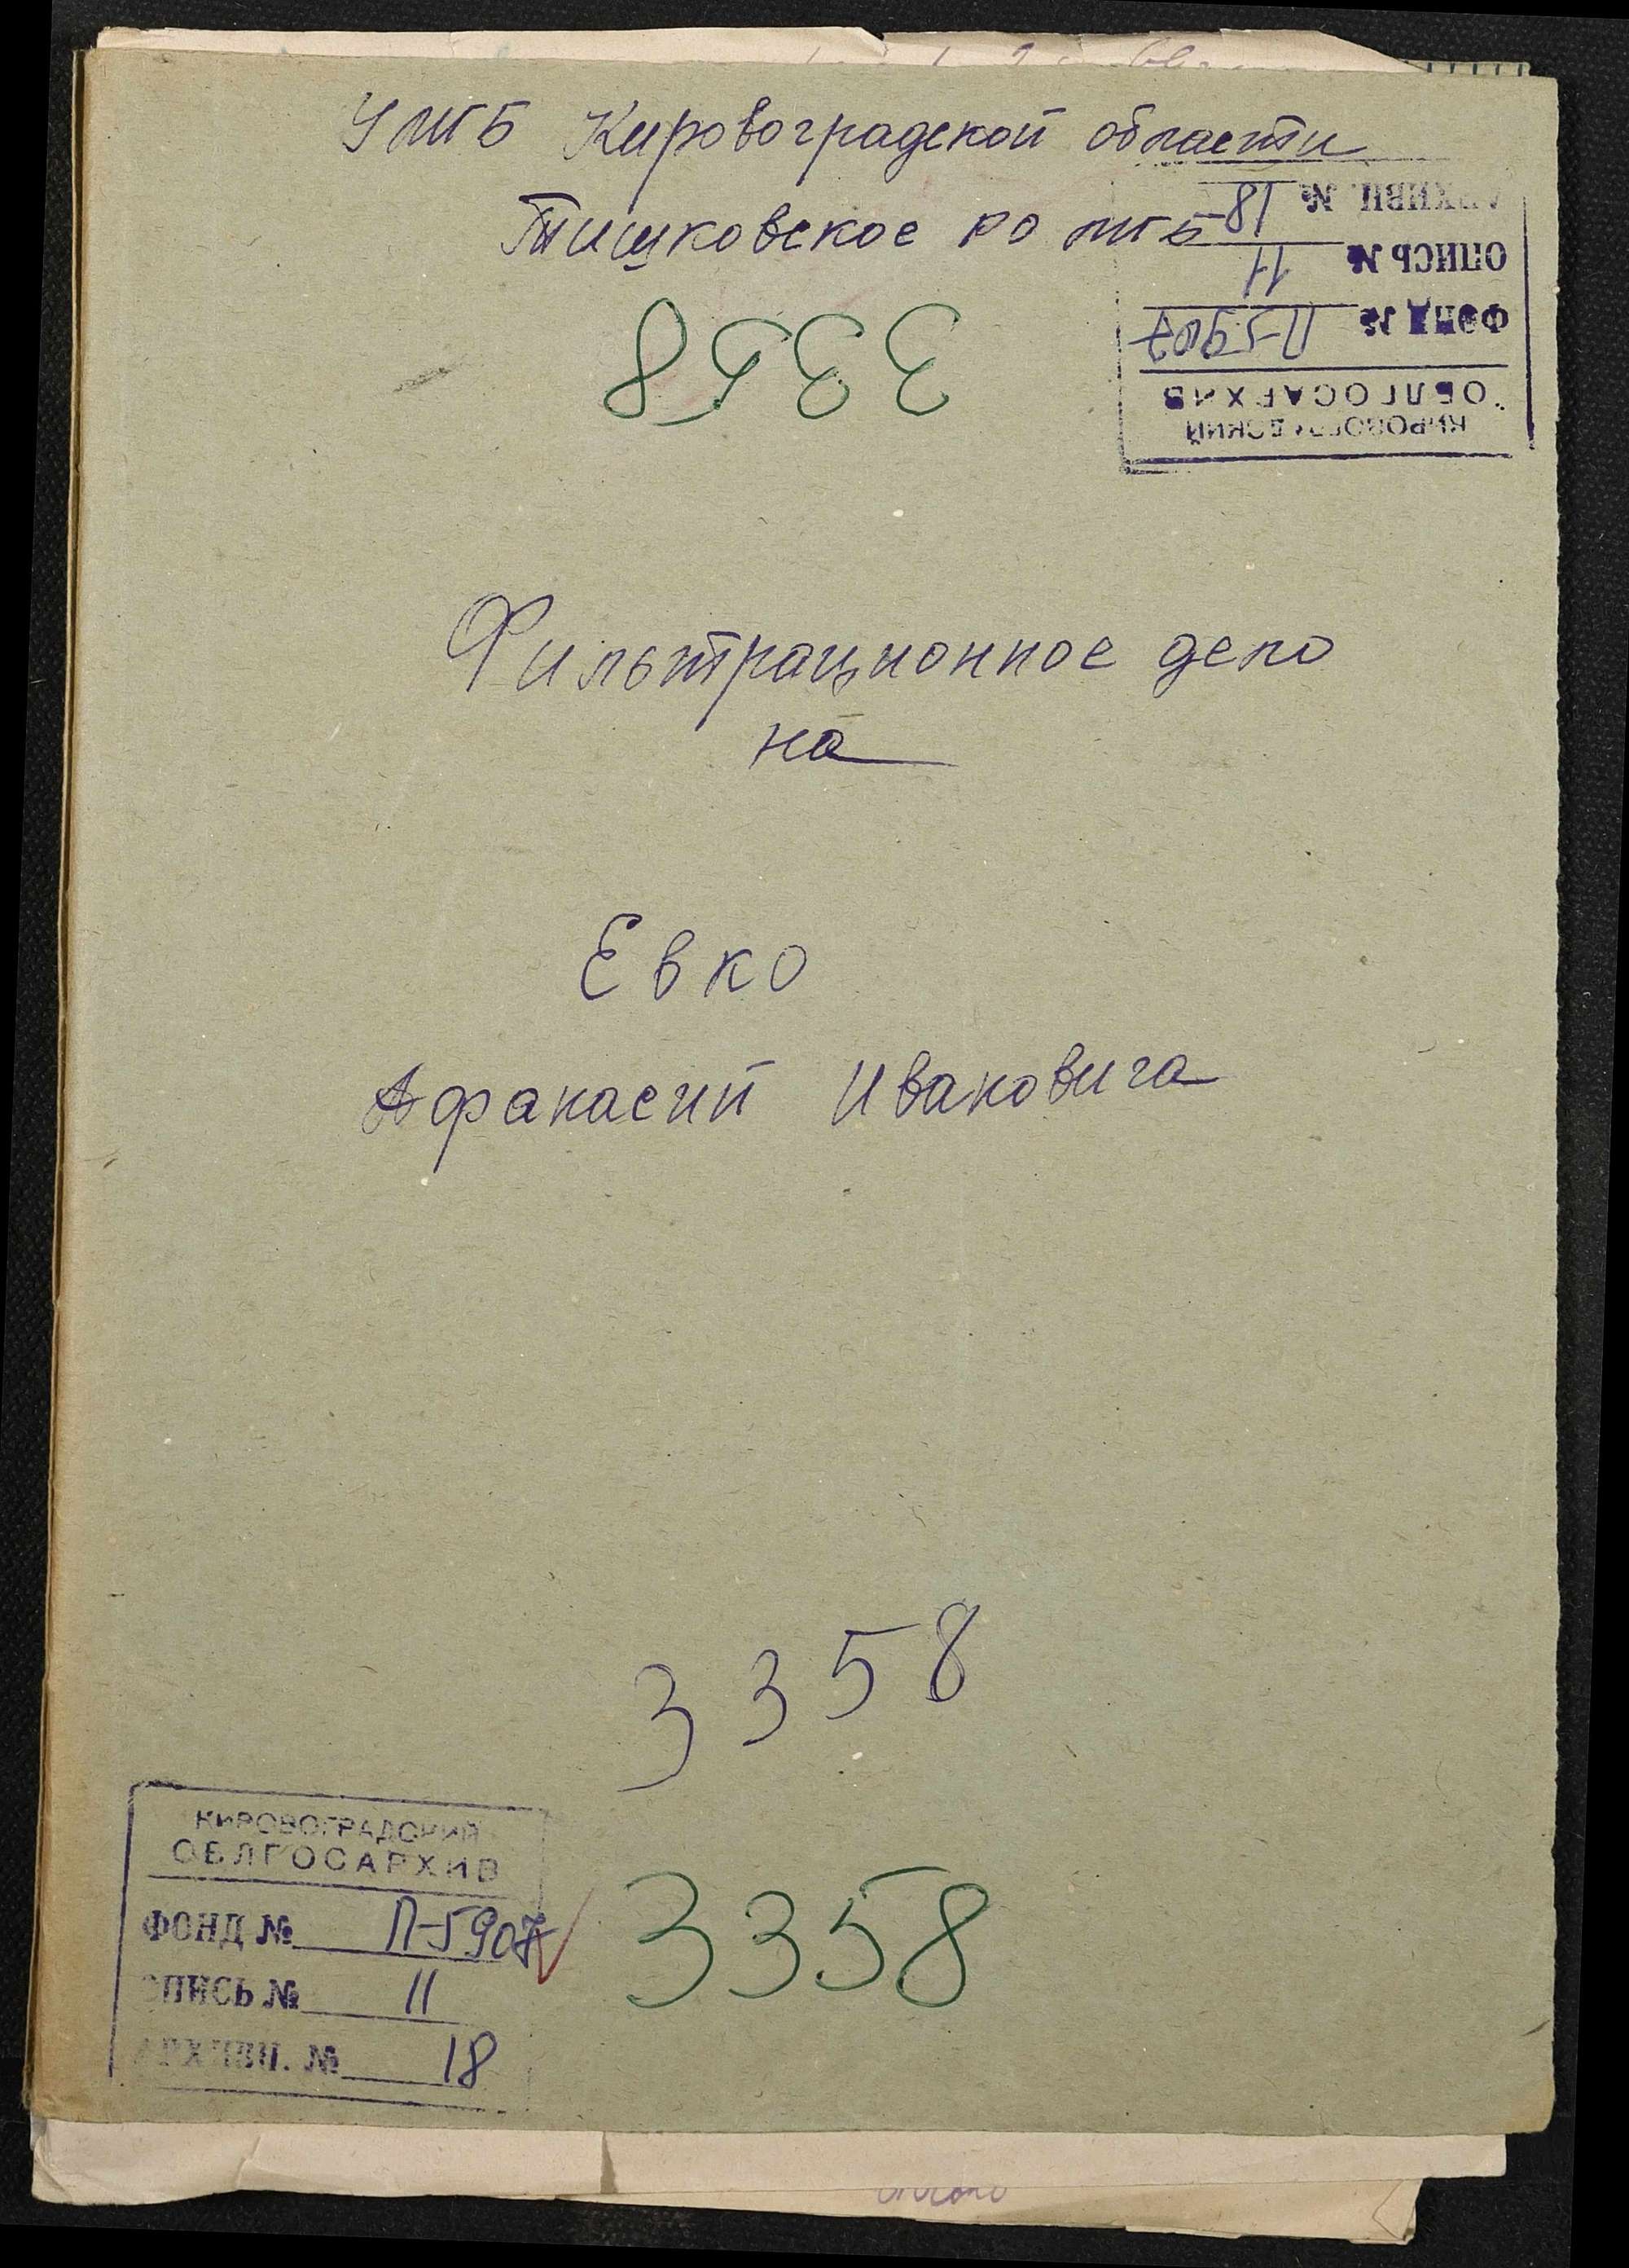 УМГБ Кировоградской области
Тишковское РО МГБ
АРХИВН. № 18
ОПИСЬ № 11
ФОНД № П-5907
КИРОВОГРАДСКИЙ
ОБЛГОСАРХИВ
3358
Фильтрационное дело
на
Евко
Афанасий Ивановича
3358
КИРОВОГРАДСКИЙ
ОБЛГОСАРХИВ
ФОНД № П-5907
ОПИСЬ № 11
АРХИВН. № 18
3358